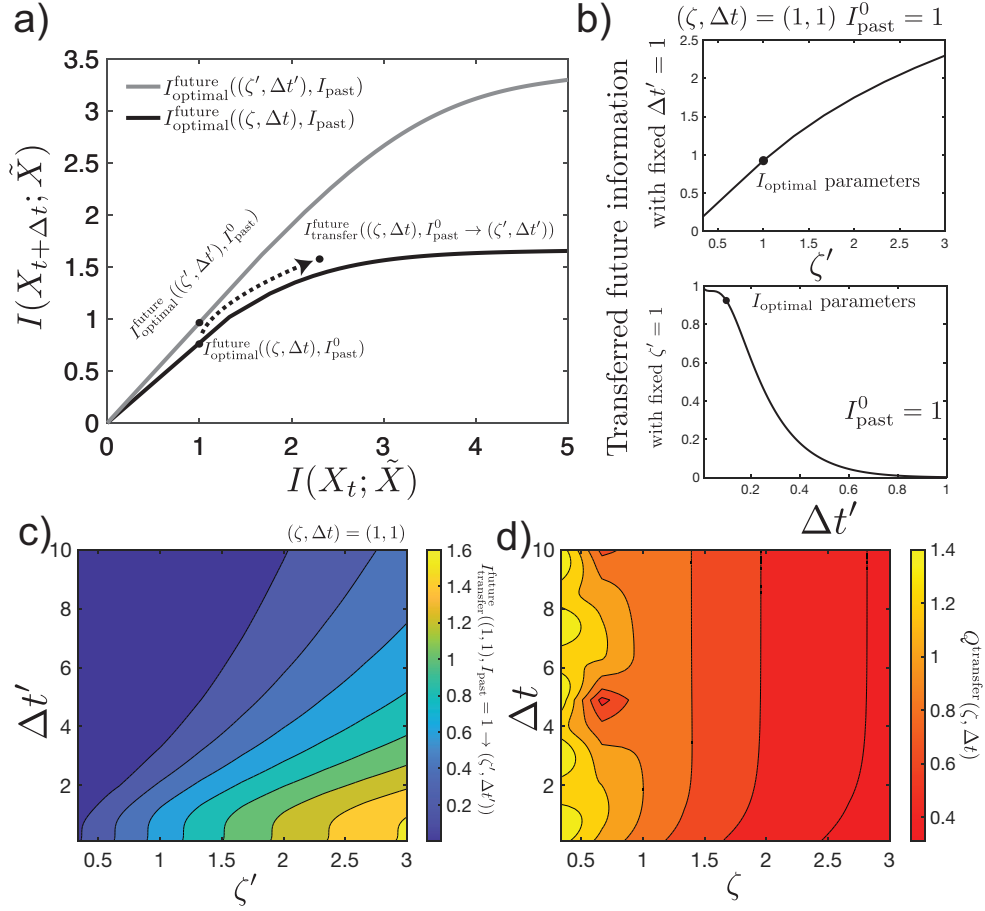 a)
3.5
3
2.5
2
1.5
1
0.5
0
0
1
2
3
4
5
I(X_{t+Δt}; X̃)
I(X_t; X̃)
I^{future}_{optimal}((ζ′, Δt′), I_{past})
I^{future}_{optimal}((ζ, Δt), I_{past})
I^{future}_{optimal}((ζ′, Δt′), I^0_{past})
I^{future}_{transfer}((ζ, Δt), I^0_{past} → (ζ′, Δt′))
I^{future}_{optimal}((ζ, Δt), I^0_{past})
b)
(ζ, Δt) = (1, 1) I^0_{past} = 1
Transferred future information
with fixed Δt′ = 1
2.5
2
1.5
1
0.5
0
0.5
1
1.5
2
2.5
3
I_{optimal} parameters
ζ′
with fixed ζ′ = 1
1
0.8
0.6
0.4
0.2
0
0.2
0.4
0.6
0.8
1
I_{optimal} parameters
I^0_{past} = 1
Δt′
c)
(ζ, Δt) = (1, 1)
10
8
6
4
2
Δt′
0.5
1
1.5
2
2.5
3
ζ′
1.6
1.4
1.2
1
0.8
0.6
0.4
0.2
I^{future}_{transfer}((1, 1), I_{past} = 1 → (ζ′, Δt′))
d)
10
8
6
4
2
Δt
0.5
1
1.5
2
2.5
3
ζ
1.4
1.2
1
0.8
0.6
0.4
Q^{transfer}(ζ, Δt)